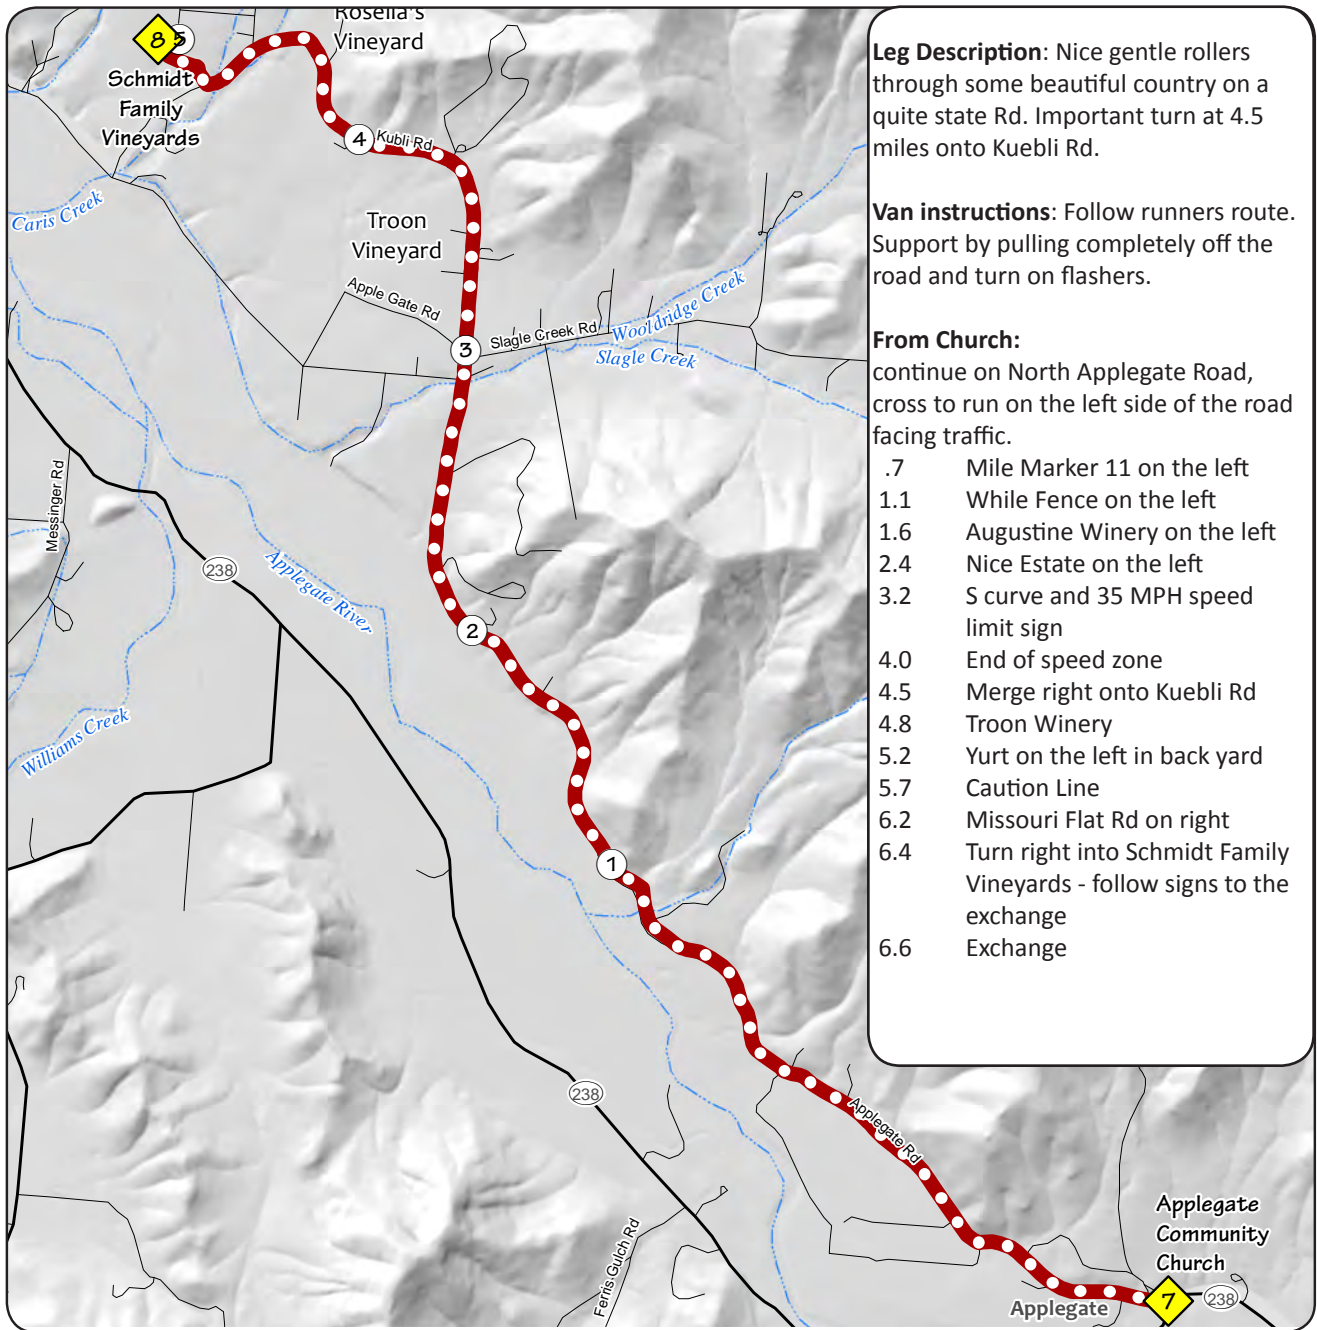 Rosella's
Vineyard
8
5
Schmidt
Family
Vineyards
4
Kubli Rd
Caris Creek
Troon
Vineyard
Apple Gate Rd
3
Slagle Creek Rd
Wooldridge Creek
Slagle Creek
Messinger Rd
238
Applegate River
2
Williams Creek
1
238
Applegate Rd
Ferris Gulch Rd
Applegate
Community
Church
Applegate
7
238
Leg Description: Nice gentle rollers
through some beautiful country on a
quite state Rd. Important turn at 4.5
miles onto Kuebli Rd.
Van instructions: Follow runners route.
Support by pulling completely off the
road and turn on flashers.
From Church:
continue on North Applegate Road,
cross to run on the left side of the road
facing traffic.
.7 Mile Marker 11 on the left
1.1 While Fence on the left
1.6 Augustine Winery on the left
2.4 Nice Estate on the left
3.2 S curve and 35 MPH speed
limit sign
4.0 End of speed zone
4.5 Merge right onto Kuebli Rd
4.8 Troon Winery
5.2 Yurt on the left in back yard
5.7 Caution Line
6.2 Missouri Flat Rd on right
6.4 Turn right into Schmidt Family
Vineyards - follow signs to the
exchange
6.6 Exchange